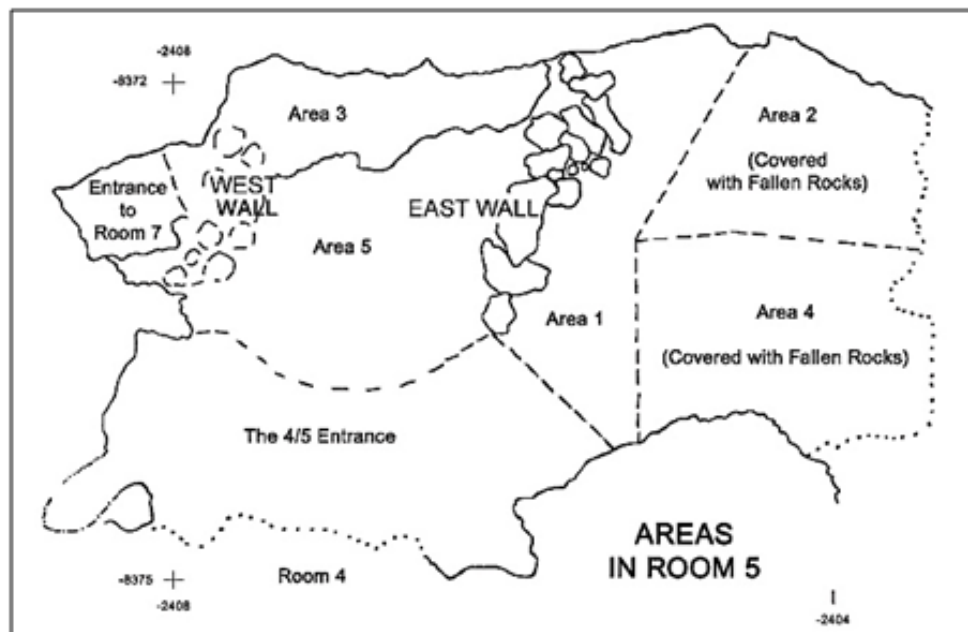 -2408
-8372
Area 3
Area 2
(Covered
with Fallen Rocks)
Entrance
to
Room 7
WEST
WALL
EAST WALL
Area 5
Area 1
Area 4
(Covered with Fallen Rocks)
The 4/5 Entrance
AREAS
IN ROOM 5
Room 4
-8375
-2408
-2404